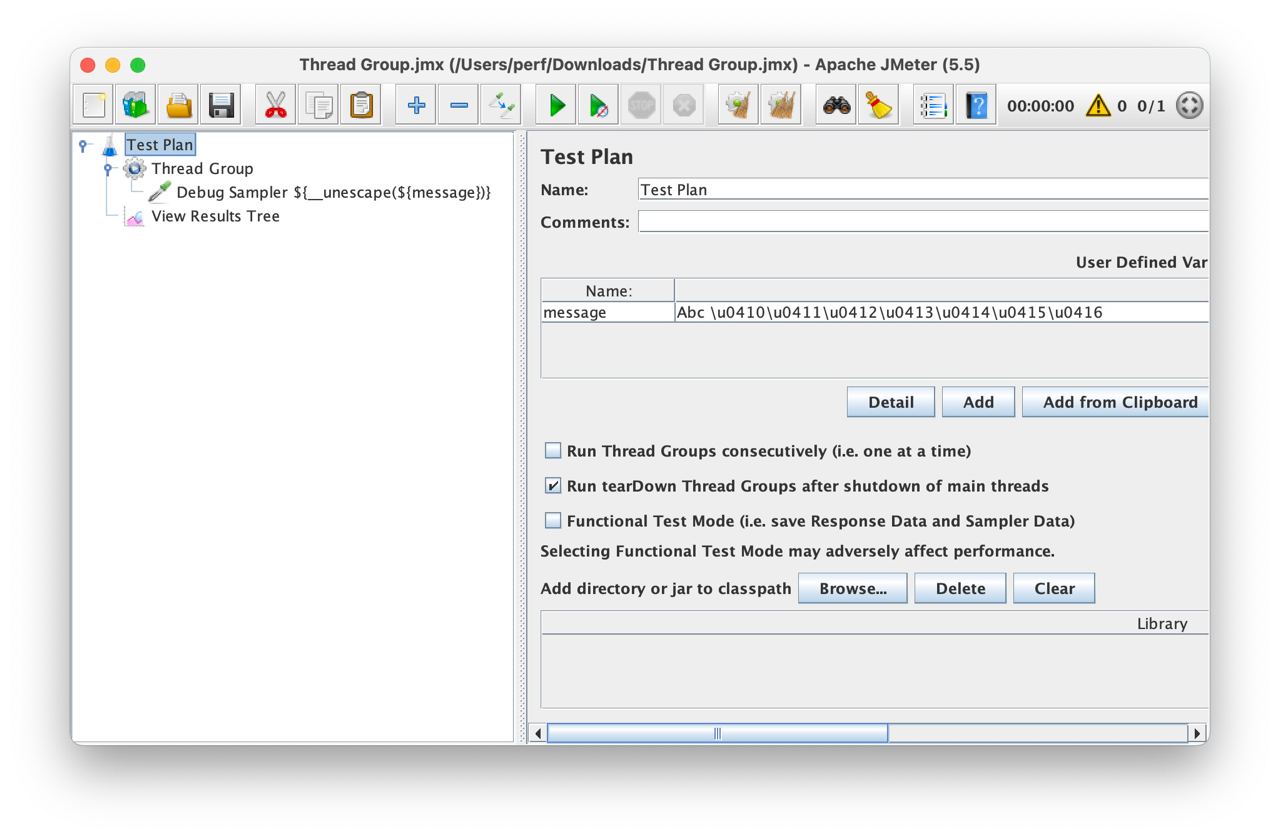 Thread Group.jmx (/Users/perf/Downloads/Thread Group.jmx) - Apache JMeter (5.5)
STOP
00:00:00 0 0/1
Test Plan
Thread Group
Debug Sampler ${__unescape(${message})}
View Results Tree
Test Plan
Name: Test Plan
Comments:
User Defined Var
Name:
message Abc \u0410\u0411\u0412\u0413\u0414\u0415\u0416
Detail Add Add from Clipboard
Run Thread Groups consecutively (i.e. one at a time)
Run tearDown Thread Groups after shutdown of main threads
Functional Test Mode (i.e. save Response Data and Sampler Data)
Selecting Functional Test Mode may adversely affect performance.
Add directory or jar to classpath Browse... Delete Clear
Library